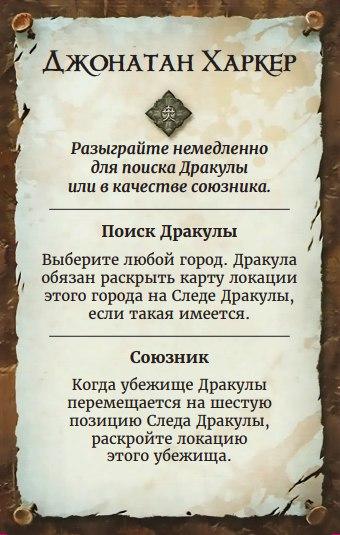 Джонатан Харкер
Разыграйте немедленно
для поиска Дракулы
или в качестве союзника.
Поиск Дракулы
Выберите любой город. Дракула
обязан раскрыть карту локации
этого города на Следе Дракулы,
если такая имеется.
Союзник
Когда убежище Дракулы
перемещается на шестую
позицию Следа Дракулы,
раскройте локацию
этого убежища.